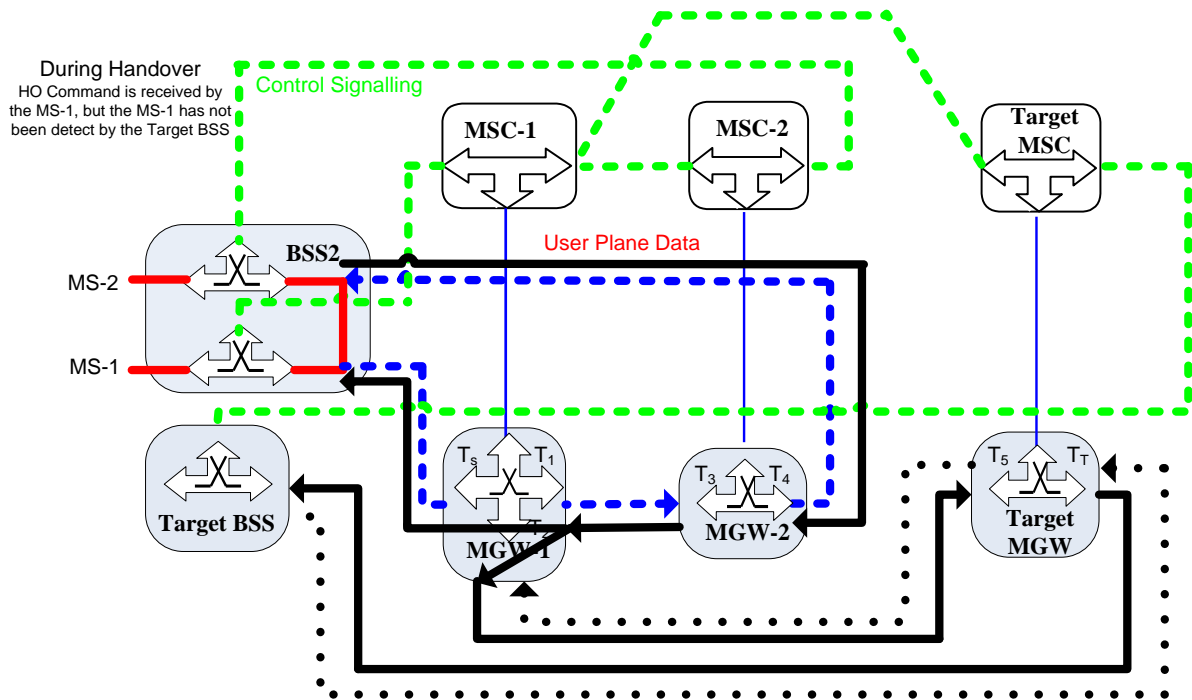 During Handover
HO Command is received by
the MS-1, but the MS-1 has not
been detect by the Target BSS
Control Signalling
MSC-1
MSC-2
Target
MSC
User Plane Data
BSS2
MS-2
MS-1
Target BSS
Ts
T1
MGW-1
T3
T4
MGW-2
T5
TT
Target
MGW